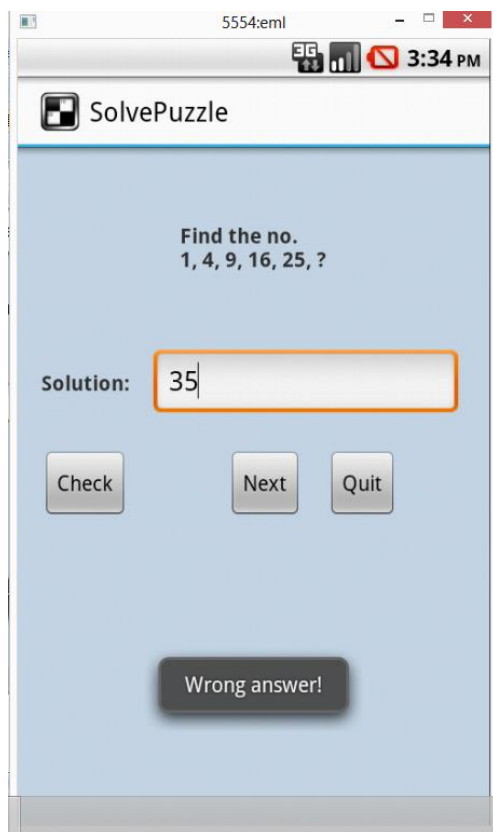 5554:eml
3G 3:34 PM
SolvePuzzle
Find the no.
1, 4, 9, 16, 25, ?
Solution: 35
Check Next Quit
Wrong answer!